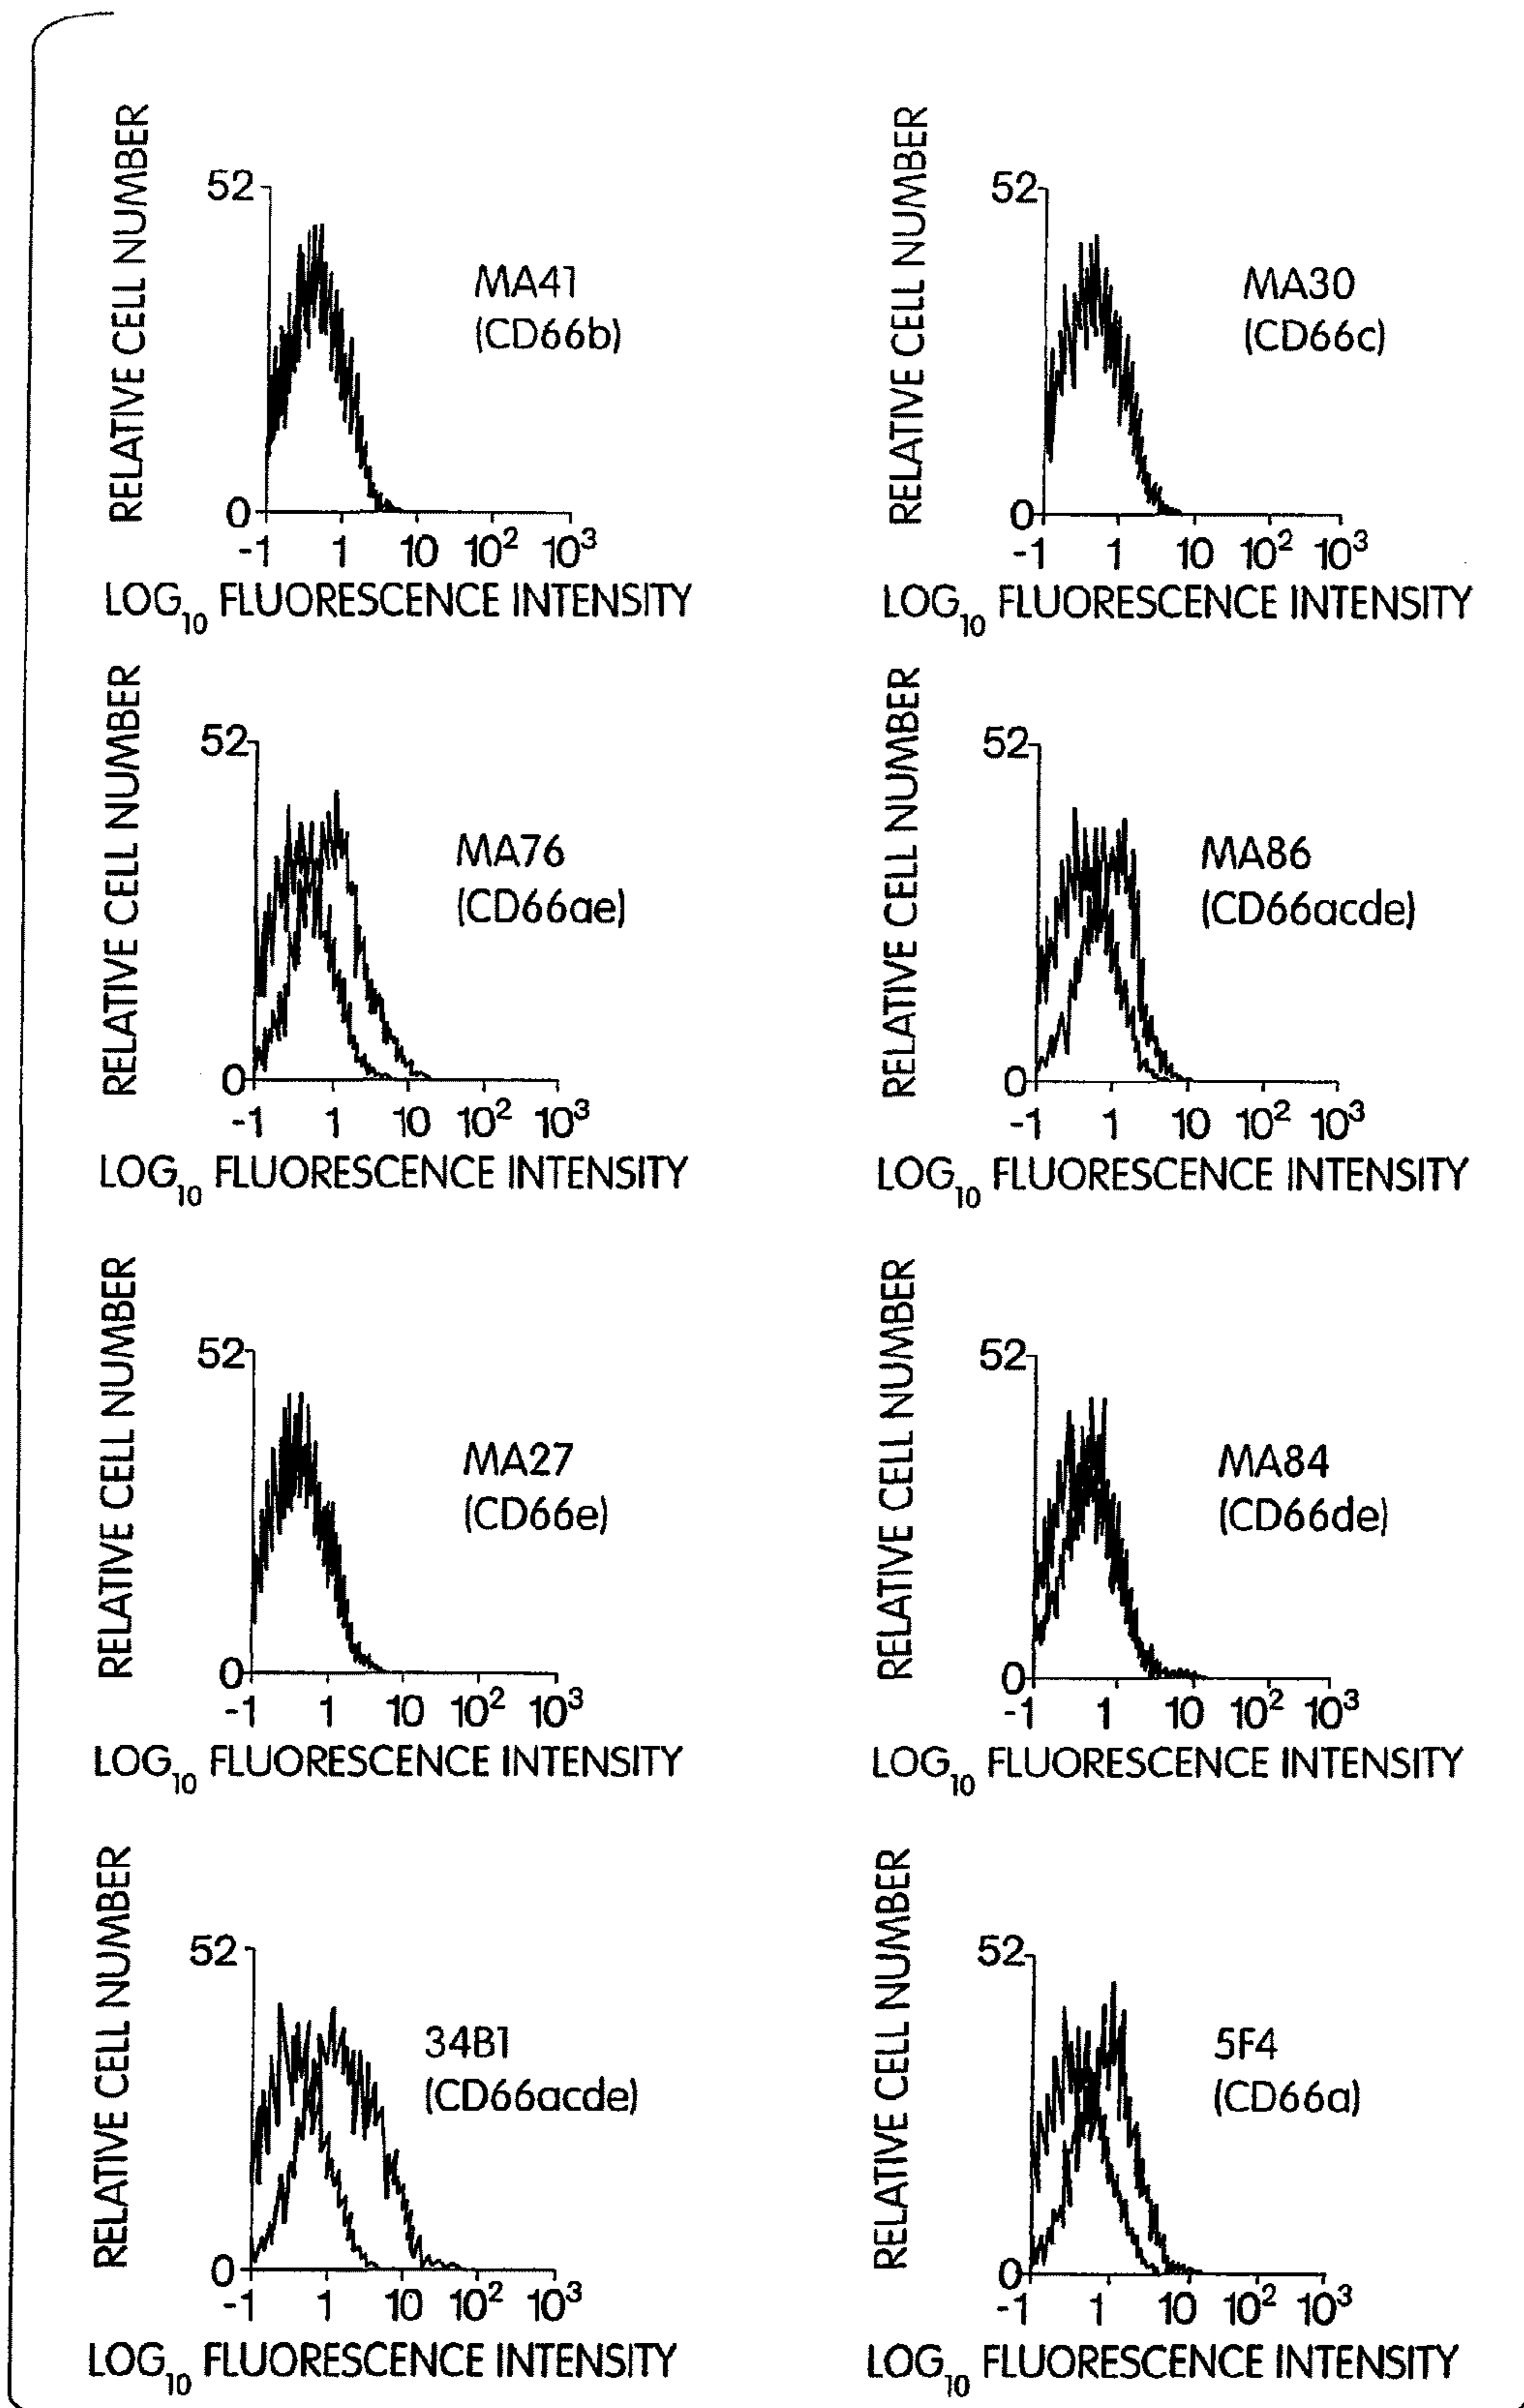 RELATIVE CELL NUMBER
52
0
MA41
(CD66b)
-1 1 10 10² 10³
LOG₁₀ FLUORESCENCE INTENSITY
RELATIVE CELL NUMBER
52
0
MA30
(CD66c)
-1 1 10 10² 10³
LOG₁₀ FLUORESCENCE INTENSITY
RELATIVE CELL NUMBER
52
0
MA76
(CD66ae)
-1 1 10 10² 10³
LOG₁₀ FLUORESCENCE INTENSITY
RELATIVE CELL NUMBER
52
0
MA86
(CD66acde)
-1 1 10 10² 10³
LOG₁₀ FLUORESCENCE INTENSITY
RELATIVE CELL NUMBER
52
0
MA27
(CD66e)
-1 1 10 10² 10³
LOG₁₀ FLUORESCENCE INTENSITY
RELATIVE CELL NUMBER
52
0
MA84
(CD66de)
-1 1 10 10² 10³
LOG₁₀ FLUORESCENCE INTENSITY
RELATIVE CELL NUMBER
52
0
34B1
(CD66acde)
-1 1 10 10² 10³
LOG₁₀ FLUORESCENCE INTENSITY
RELATIVE CELL NUMBER
52
0
5F4
(CD66a)
-1 1 10 10² 10³
LOG₁₀ FLUORESCENCE INTENSITY